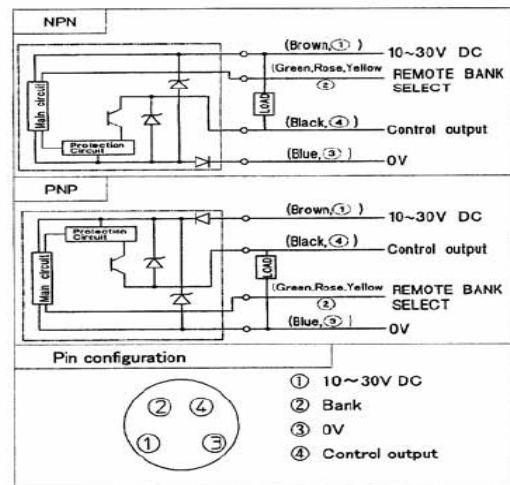 NPN
(Brown,①)
10~30V DC
(Green,Rose,Yellow
②)
REMOTE BANK
SELECT
Main circuit
LOAD
Protection
Circuit
(Black,④)
Control output
(Blue,③)
0V
PNP
(Brown,①)
10~30V DC
Protection
Circuit
(Black,④)
Control output
Main circuit
LOAD
(Green,Rose,Yellow
②)
REMOTE BANK
SELECT
(Blue,③)
0V
Pin configuration
② ④
① ③
① 10~30V DC
② Bank
③ 0V
④ Control output